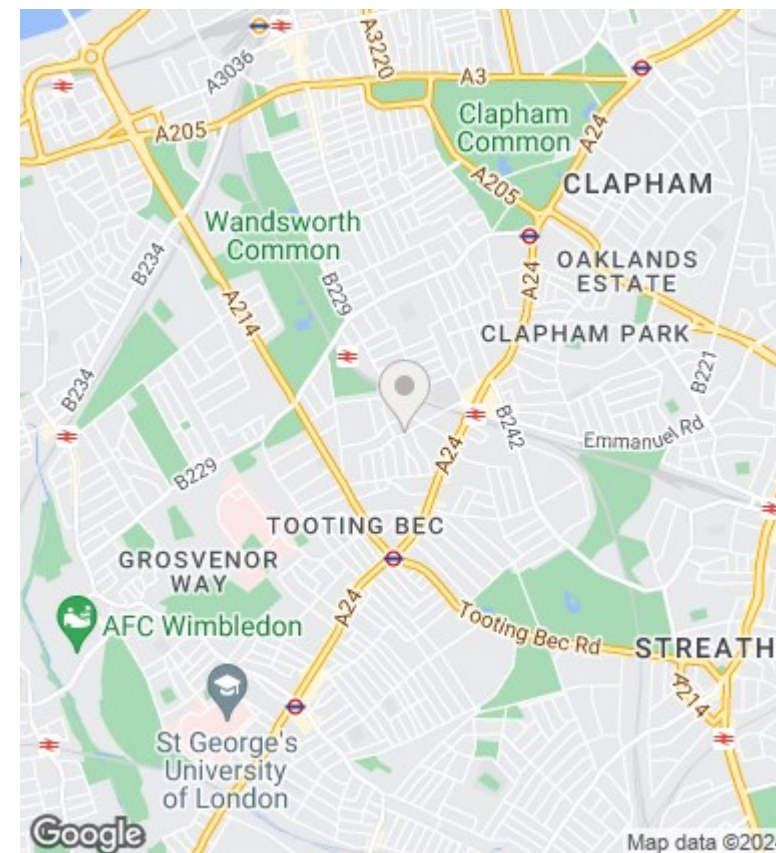 A3036
A3220
A3
A205
Clapham
Common
A24
A205
CLAPHAM
Wandsworth
Common
B234
B229
A24
OAKLANDS
ESTATE
A214
CLAPHAM PARK
B221
B234
B242
Emmanuel Rd
B229
A24
TOOTING BEC
GROSVENOR
WAY
A24
AFC Wimbledon
Tooting Bec Rd
STREATH
A214
St George's
University
of London
Google
Map data ©202